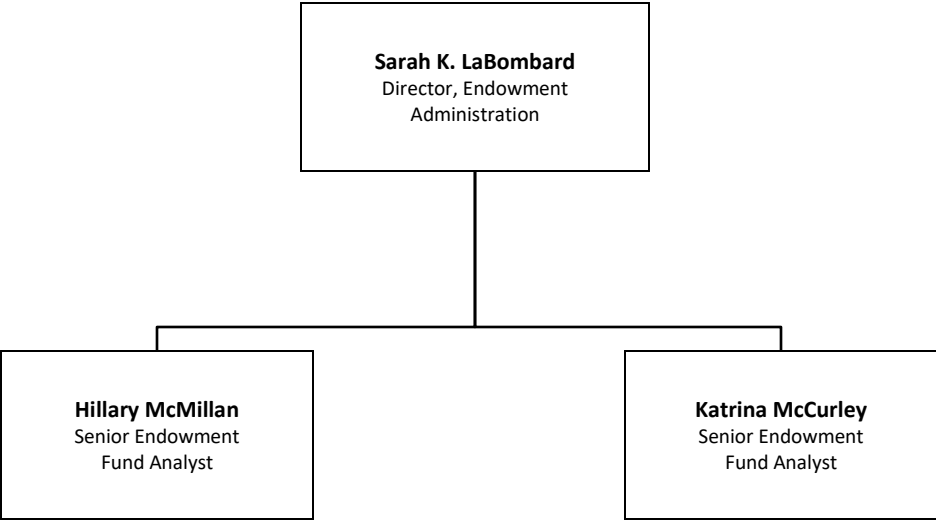 Sarah K. LaBombard
Director, Endowment
Administration
Hillary McMillan
Senior Endowment
Fund Analyst
Katrina McCurley
Senior Endowment
Fund Analyst